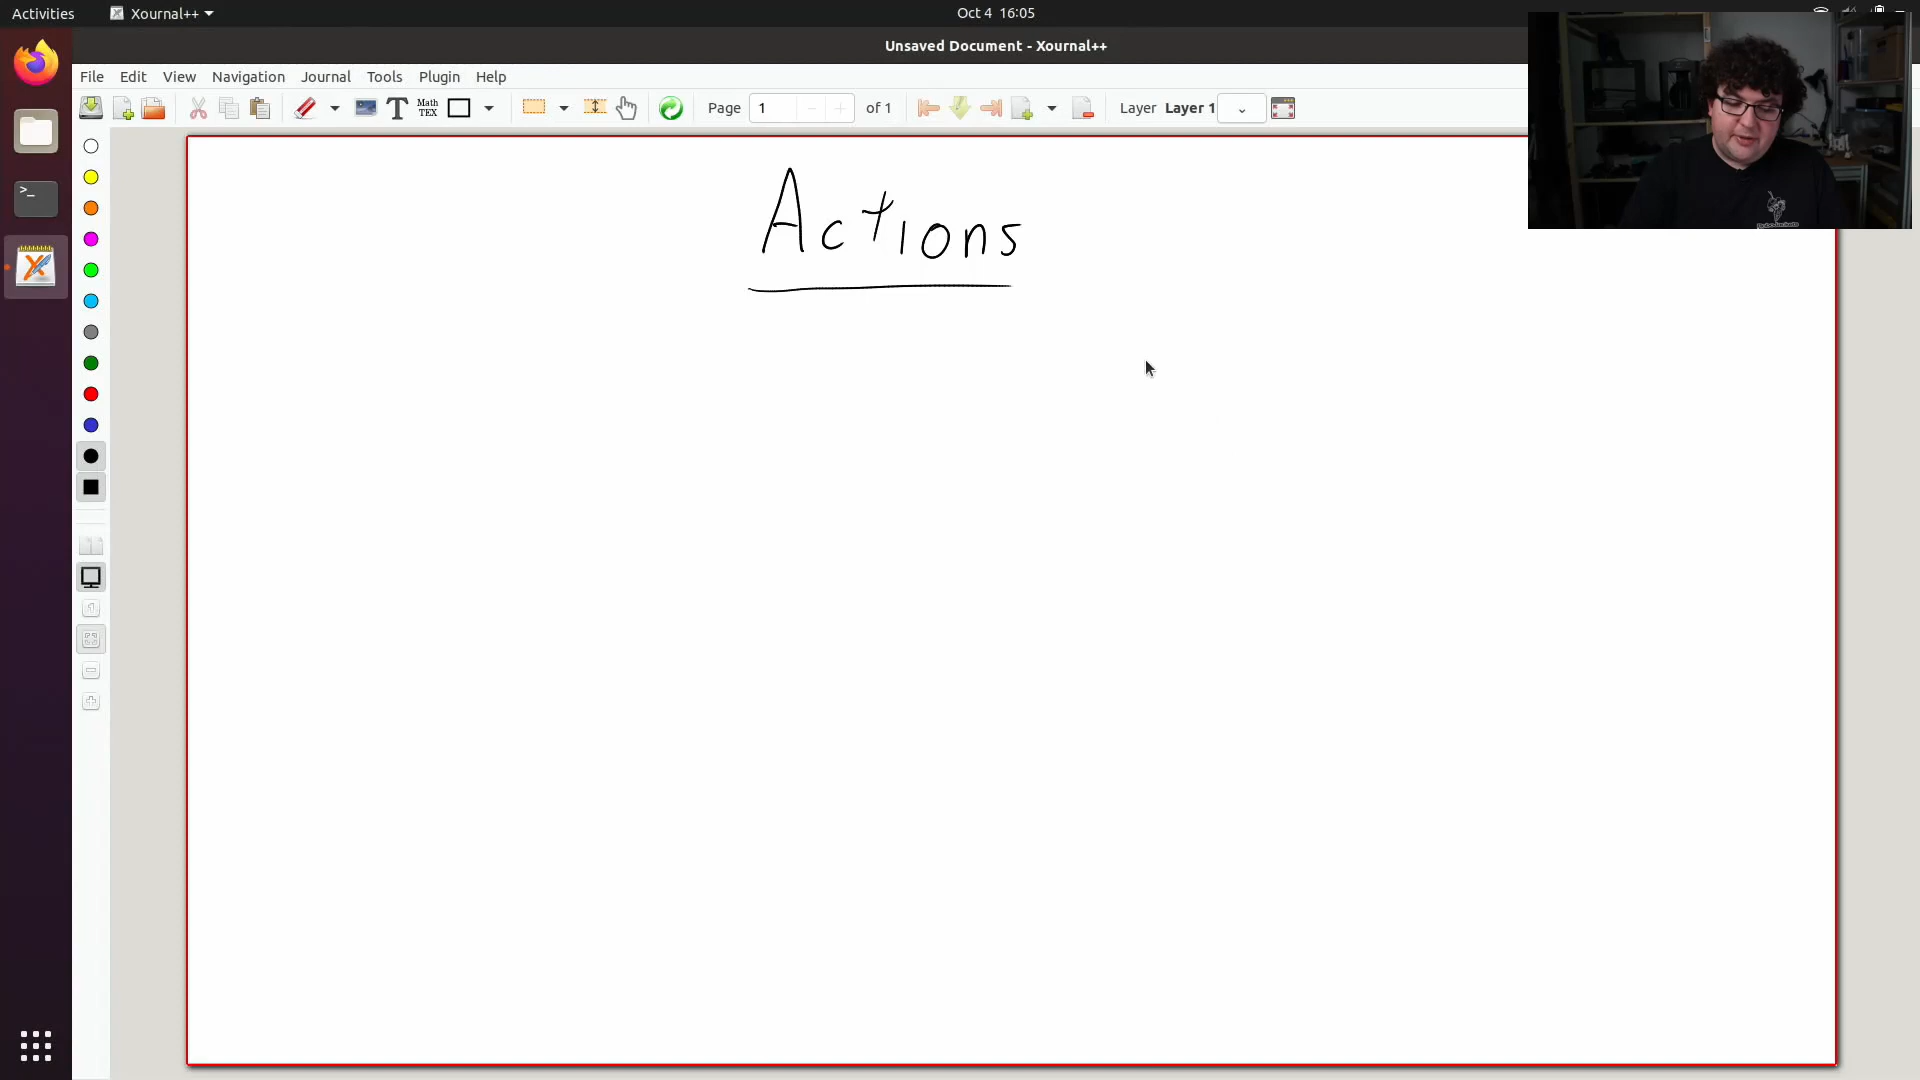 Activities Xournal++ Oct 4 16:05
Unsaved Document - Xournal++
File Edit View Navigation Journal Tools Plugin Help
T Math TEX Page 1 of 1 Layer Layer 1
Actions